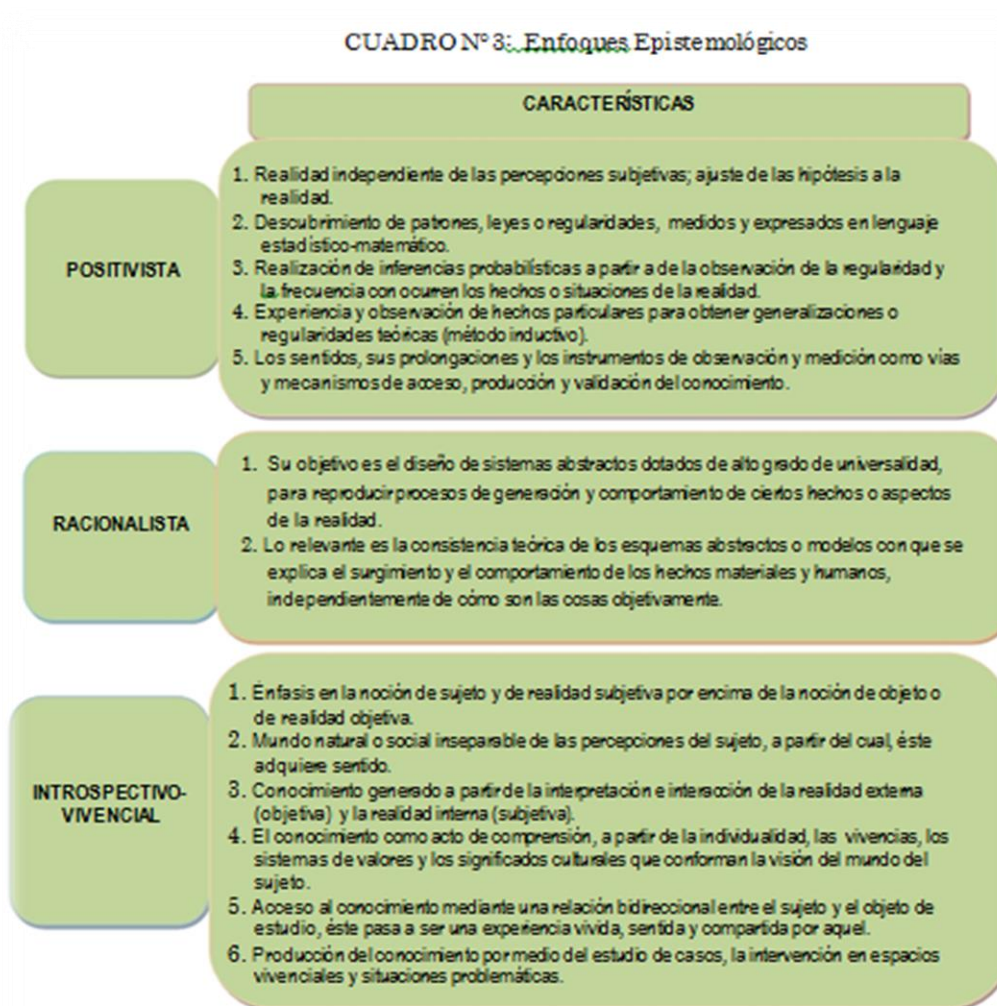 CUADRO N° 3: Enfoques Epistemológicos
CARACTERÍSTICAS
POSITIVISTA
1. Realidad independiente de las percepciones subjetivas; ajuste de las hipótesis a la
realidad.
2. Descubrimiento de patrones, leyes o regularidades, medidos y expresados en lenguaje
estadístico-matemático.
3. Realización de inferencias probabilísticas a partir a de la observación de la regularidad y
la frecuencia con ocurren los hechos o situaciones de la realidad.
4. Experiencia y observación de hechos particulares para obtener generalizaciones o
regularidades teóricas (método inductivo).
5. Los sentidos, sus prolongaciones y los instrumentos de observación y medición como vías
y mecanismos de acceso, producción y validación del conocimiento.
RACIONALISTA
1. Su objetivo es el diseño de sistemas abstractos dotados de alto grado de universalidad,
para reproducir procesos de generación y comportamiento de ciertos hechos o aspectos
de la realidad.
2. Lo relevante es la consistencia teórica de los esquemas abstractos o modelos con que se
explica el surgimiento y el comportamiento de los hechos materiales y humanos,
independientemente de cómo son las cosas objetivamente.
INTROSPECTIVO-
VIVENCIAL
1. Énfasis en la noción de sujeto y de realidad subjetiva por encima de la noción de objeto o
de realidad objetiva.
2. Mundo natural o social inseparable de las percepciones del sujeto, a partir del cual, éste
adquiere sentido.
3. Conocimiento generado a partir de la interpretación e interacción de la realidad externa
(objetiva) y la realidad interna (subjetiva).
4. El conocimiento como acto de comprensión, a partir de la individualidad, las vivencias, los
sistemas de valores y los significados culturales que conforman la visión del mundo del
sujeto.
5. Acceso al conocimiento mediante una relación bidireccional entre el sujeto y el objeto de
estudio, éste pasa a ser una experiencia vivida, sentida y compartida por aquel.
6. Producción del conocimiento por medio del estudio de casos, la intervención en espacios
vivenciales y situaciones problemáticas.